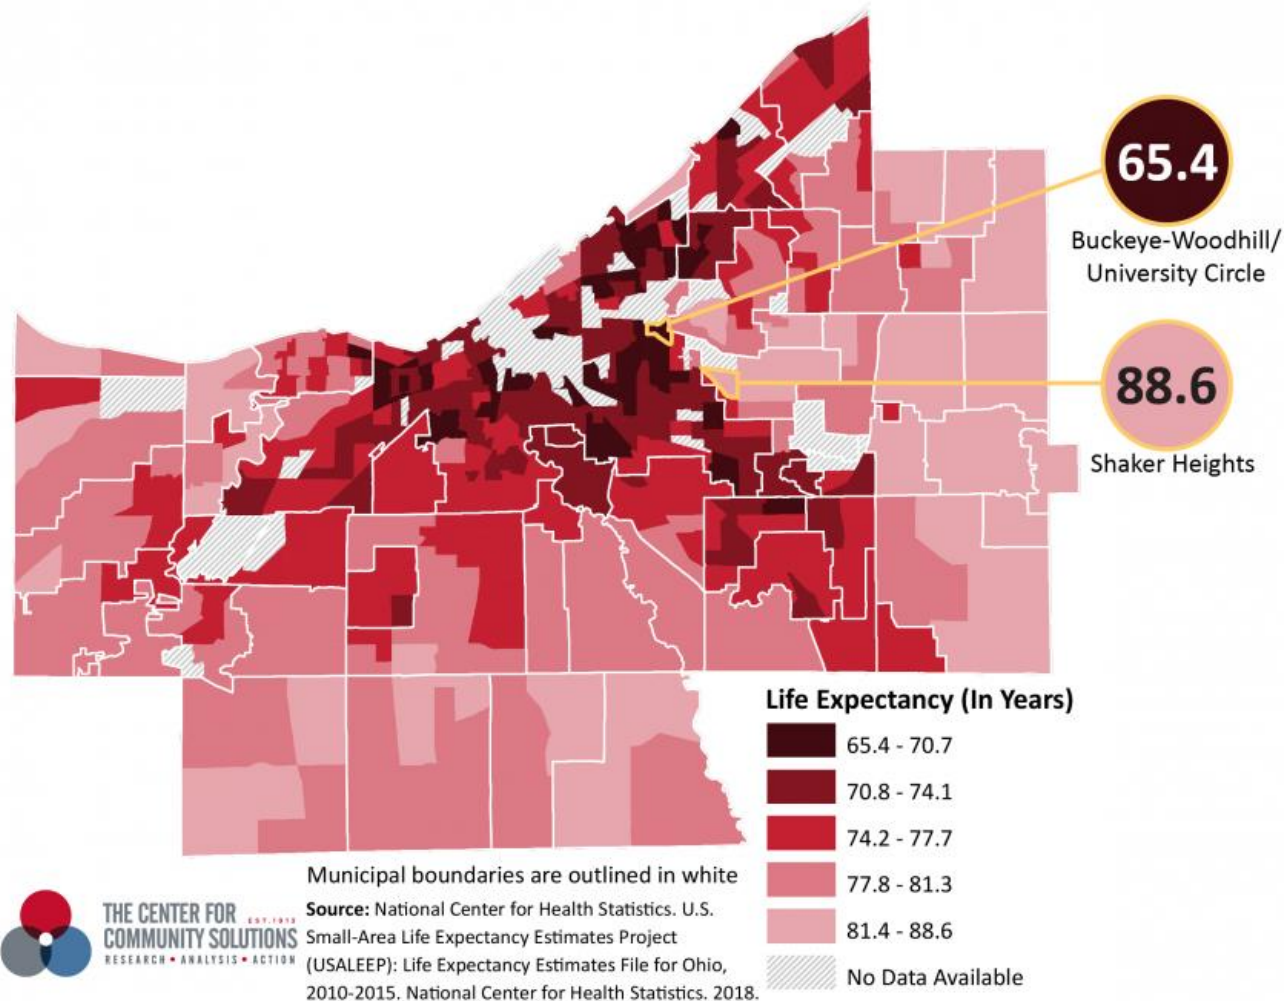 65.4
Buckeye-Woodhill/
University Circle
88.6
Shaker Heights
Life Expectancy (In Years)
65.4 - 70.7
70.8 - 74.1
74.2 - 77.7
77.8 - 81.3
81.4 - 88.6
No Data Available
Municipal boundaries are outlined in white
Source: National Center for Health Statistics. U.S.
Small-Area Life Expectancy Estimates Project
(USALEEP): Life Expectancy Estimates File for Ohio,
2010-2015. National Center for Health Statistics. 2018.
THE CENTER FOR EST. 1913
COMMUNITY SOLUTIONS
RESEARCH • ANALYSIS • ACTION